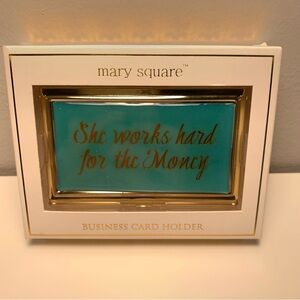 mary square™
She works hard
for the Money
BUSINESS CARD HOLDER